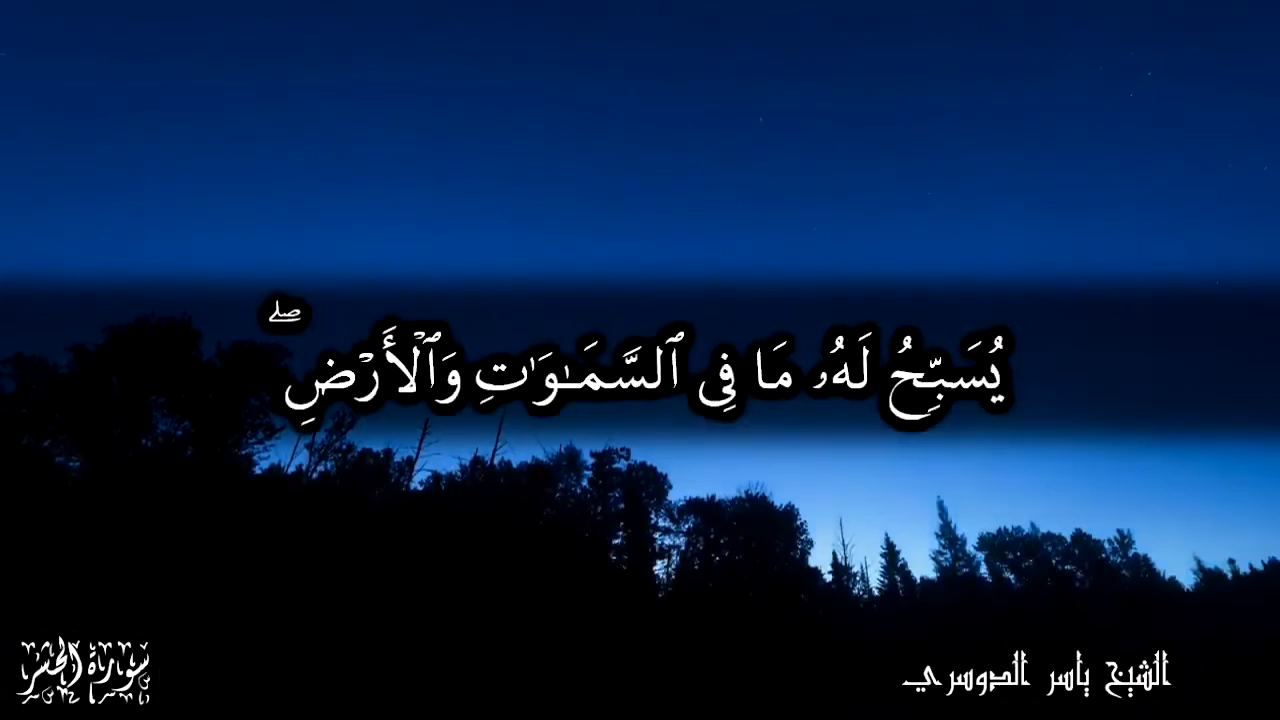 يُسَبِّحُ لَهُۥ مَا فِى ٱلسَّمَـٰوَٰتِ وَٱلْأَرْضِ ۖ
الشيخ ياسر الدوسري
سورة الحشر